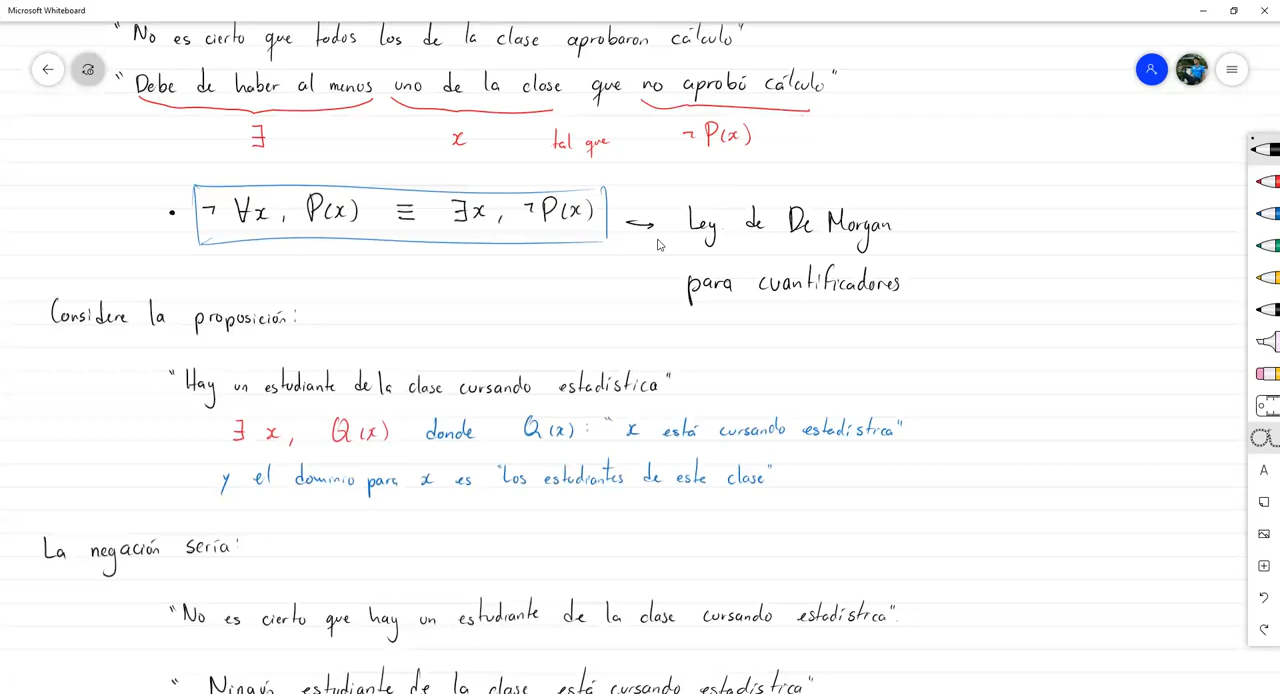 Microsoft Whiteboard
"No es cierto que todos los de la clase aprobaron cálculo"
"Debe de haber al menos uno de la clase que no aprobó cálculo"
∃ x tal que ¬P(x)
• ¬∀x, P(x) ≡ ∃x, ¬P(x) ↔ Ley de De Morgan
para cuantificadores
Considere la proposición:
"Hay un estudiante de la clase cursando estadística"
∃ x, Q(x) donde Q(x): "x está cursando estadística"
y el dominio para x es "los estudiantes de este clase"
La negación sería:
"No es cierto que hay un estudiante de la clase cursando estadística".
"Ningún estudiante de la clase está cursando estadística"